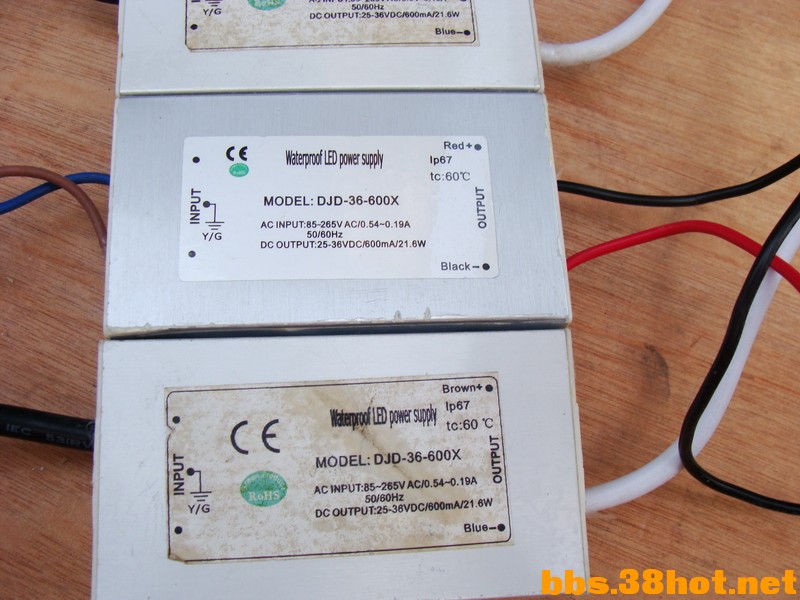 50/60Hz
DC OUTPUT:25-36VDC/600mA/21.6W
Y/G
Blue-
CE
RoHS
Waterproof LED power supply
Red+
Ip67
tc:60℃
MODEL: DJD-36-600X
INPUT
OUTPUT
AC INPUT:85-265V AC/0.54~0.19A
50/60Hz
DC OUTPUT:25-36VDC/600mA/21.6W
Y/G
Black-
Brown+
Ip67
tc:60 ℃
CE
Waterproof LED power supply
MODEL: DJD-36-600X
INPUT
OUTPUT
RoHS
AC INPUT:85~265V AC/0.54~0.19A
50/60Hz
DC OUTPUT:25-36VDC/600mA/21.6W
Y/G
Blue-
IEC 53(RV
bbs.38hot.net